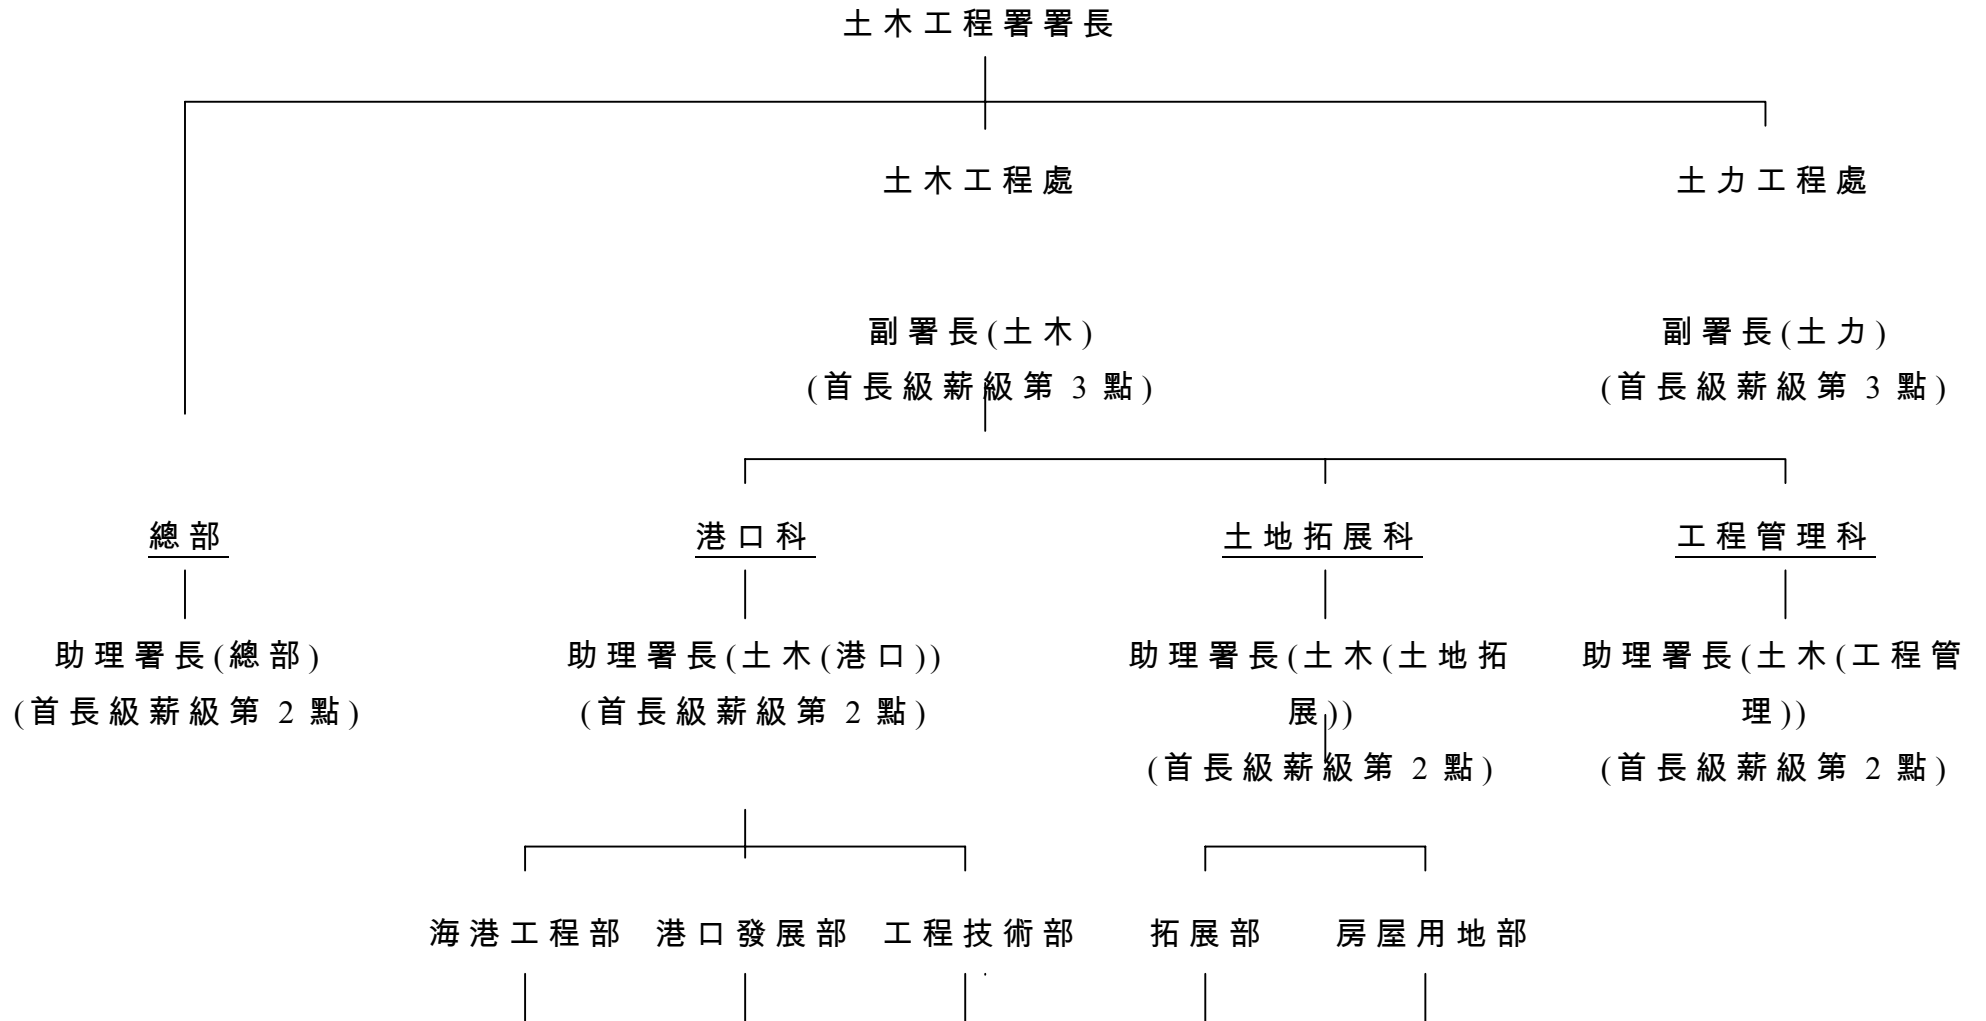 土木工程署署長
土木工程處
土力工程處
副署長(土木)
(首長級薪級第 3 點)
副署長(土力)
(首長級薪級第 3 點)
總部
港口科
土地拓展科
工程管理科
助理署長(總部)
(首長級薪級第 2 點)
助理署長(土木(港口))
(首長級薪級第 2 點)
助理署長(土木(土地拓
展))
(首長級薪級第 2 點)
助理署長(土木(工程管
理))
(首長級薪級第 2 點)
海港工程部
港口發展部
工程技術部
拓展部
房屋用地部